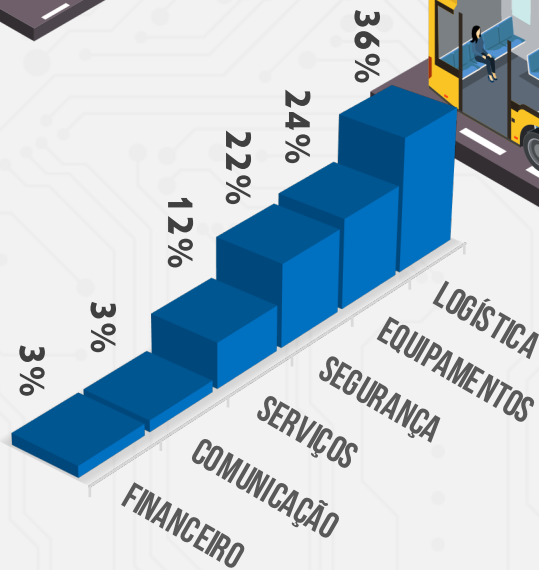 36%
24%
22%
12%
3%
3%
LOGÍSTICA
EQUIPAMENTOS
SEGURANÇA
SERVIÇOS
COMUNICAÇÃO
FINANCEIRO